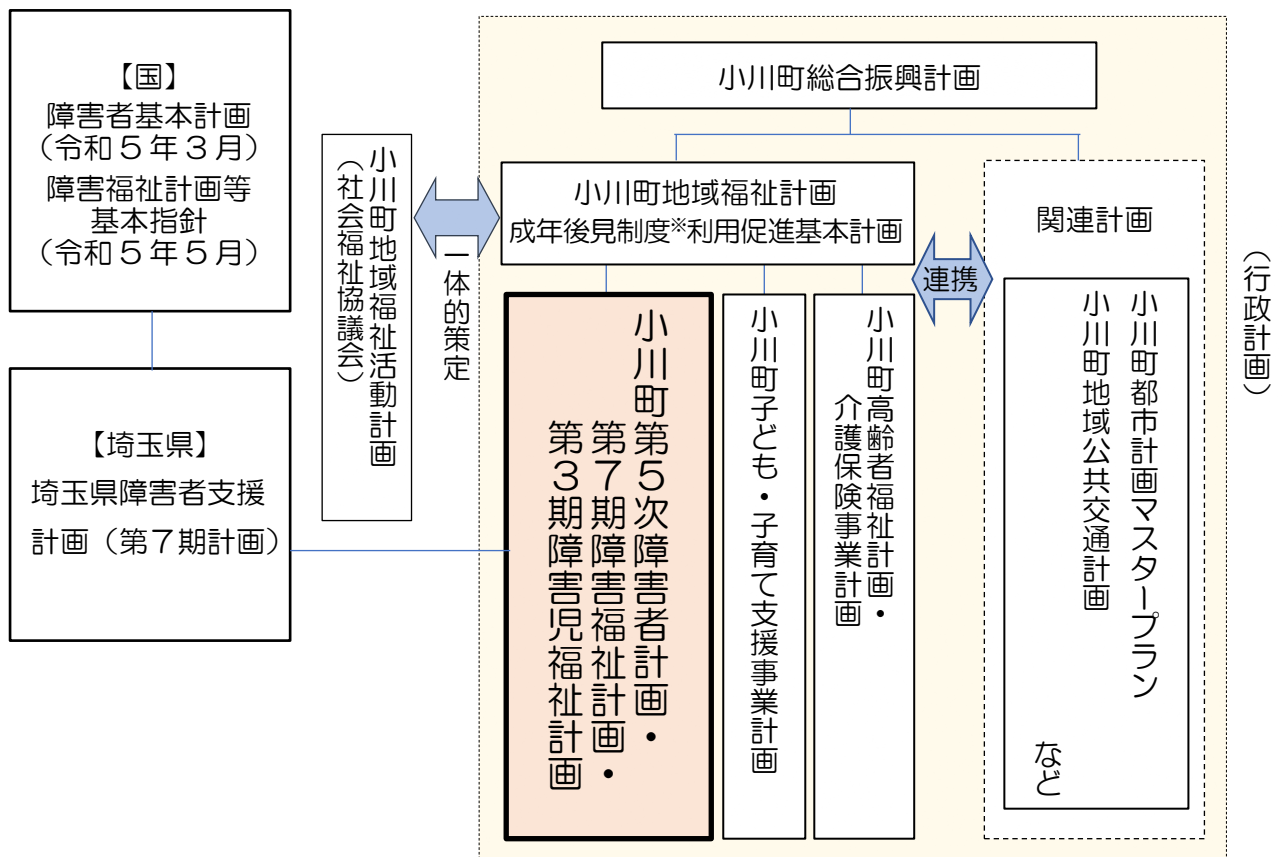 【国】
障害者基本計画
（令和５年３月）
障害福祉計画等
基本指針
（令和５年５月）
【埼玉県】
埼玉県障害者支援
計画（第７期計画）
小川町地域福祉活動計画
（社会福祉協議会）
一体的策定
小川町総合振興計画
小川町地域福祉計画
成年後見制度※利用促進基本計画
小川町第５次障害者計画・
第７期障害福祉計画・
第３期障害児福祉計画
小川町子ども・子育て支援事業計画
小川町高齢者福祉計画・
介護保険事業計画
連携
関連計画
小川町都市計画マスタープラン
小川町地域公共交通計画
など
（行政計画）